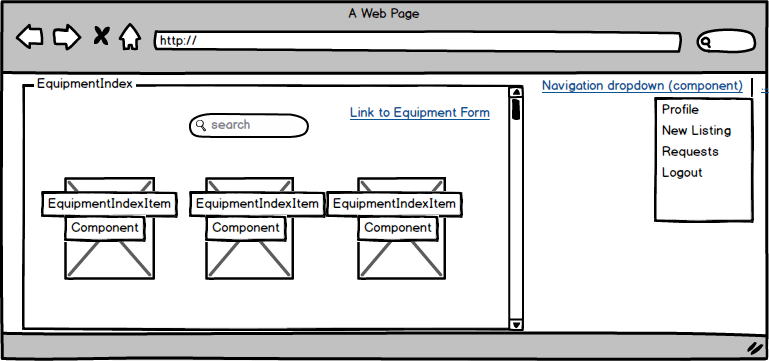 A Web Page
http://
EquipmentIndex
Navigation dropdown (component)
search
Link to Equipment Form
Profile
New Listing
Requests
Logout
EquipmentIndexItem EquipmentIndexItem EquipmentIndexItem
Component Component Component